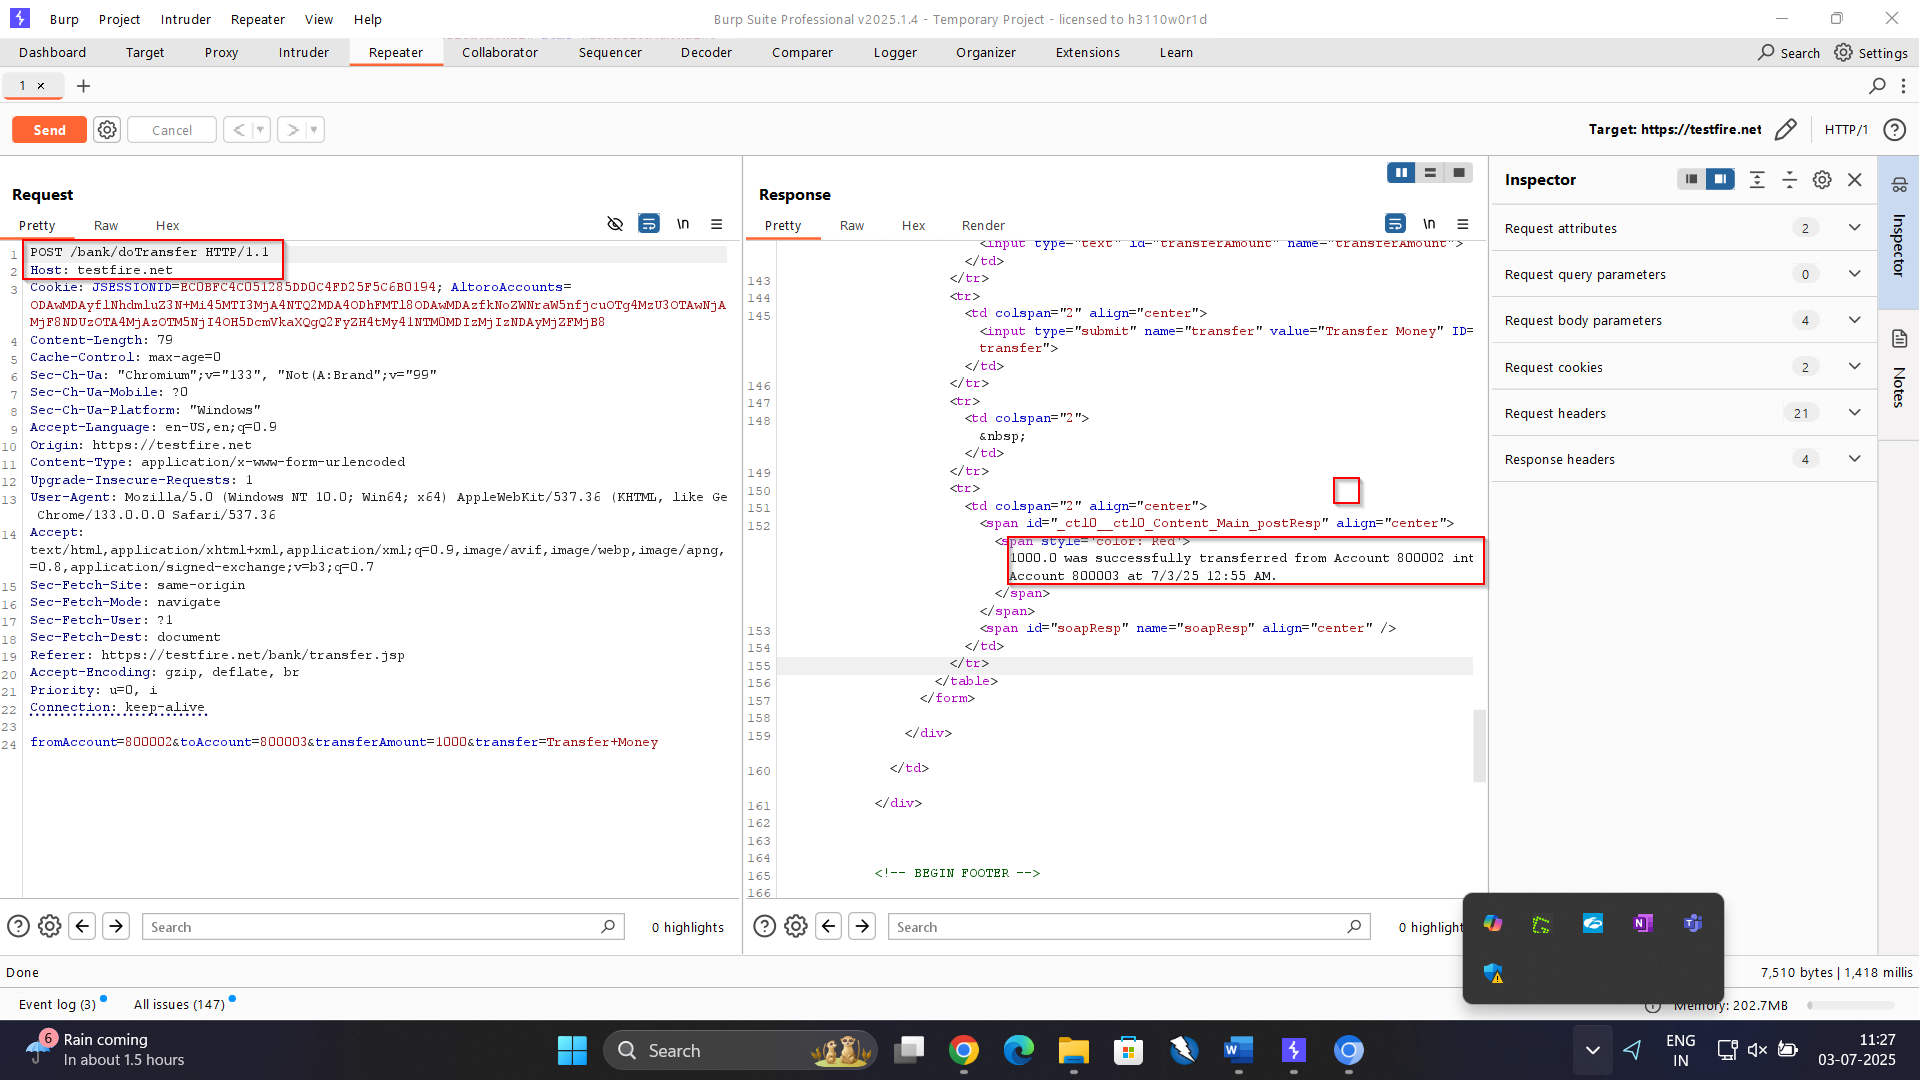 Burp Project Intruder Repeater View Help
Burp Suite Professional v2025.1.4 - Temporary Project - licensed to h3110w0r1d
Dashboard Target Proxy Intruder Repeater Collaborator Sequencer Decoder Comparer Logger Organizer Extensions Learn
Search Settings
1 × +
Send Cancel < >
Target: https://testfire.net HTTP/1
Request
Pretty Raw Hex
\n
1 POST /bank/doTransfer HTTP/1.1
2 Host: testfire.net
3 Cookie: JSESSIONID=EC0BFC4C051285DD0C4FD25F5C6B0194; AltoroAccounts=
4 Content-Length: 79
5 Cache-Control: max-age=0
6 Sec-Ch-Ua: "Chromium";v="133", "Not(A:Brand";v="99"
7 Sec-Ch-Ua-Mobile: ?0
8 Sec-Ch-Ua-Platform: "Windows"
9 Accept-Language: en-US,en;q=0.9
10 Origin: https://testfire.net
11 Content-Type: application/x-www-form-urlencoded
12 Upgrade-Insecure-Requests: 1
13 User-Agent: Mozilla/5.0 (Windows NT 10.0; Win64; x64) AppleWebKit/537.36 (KHTML, like Ge
Chrome/133.0.0.0 Safari/537.36
14 Accept:
text/html,application/xhtml+xml,application/xml;q=0.9,image/avif,image/webp,image/apng,
=0.8,application/signed-exchange;v=b3;q=0.7
15 Sec-Fetch-Site: same-origin
16 Sec-Fetch-Mode: navigate
17 Sec-Fetch-User: ?1
18 Sec-Fetch-Dest: document
19 Referer: https://testfire.net/bank/transfer.jsp
20 Accept-Encoding: gzip, deflate, br
21 Priority: u=0, i
22 Connection: keep-alive
23
24 fromAccount=800002&toAccount=800003&transferAmount=1000&transfer=Transfer+Money
Search
0 highlights
Response
Pretty Raw Hex Render
\n
<input type="text" id="transferAmount" name="transferAmount">
</td>
143 </tr>
144 <tr>
145 <td colspan="2" align="center">
<input type="submit" name="transfer" value="Transfer Money" ID=
transfer">
</td>
146 </tr>
147 <tr>
148 <td colspan="2">
&nbsp;
</td>
149 </tr>
150 <tr>
151 <td colspan="2" align="center">
152 <span id="_ctl0__ctl0_Content_Main_postResp" align="center">
<span style="color: Red">
1000.0 was successfully transferred from Account 800002 int
Account 800003 at 7/3/25 12:55 AM.
</span>
</span>
153 <span id="soapResp" name="soapResp" align="center" />
154 </td>
155 </tr>
156 </table>
157 </form>
158
159 </div>
160 </td>
161 </div>
162
163
164
165 <!-- BEGIN FOOTER -->
166
Search
0 highlight
Inspector
Request attributes 2
Request query parameters 0
Request body parameters 4
Request cookies 2
Request headers 21
Response headers 4
Inspector
Notes
Done
7,510 bytes | 1,418 millis
Event log (3) All issues (147)
Memory: 202.7MB
6 Rain coming
In about 1.5 hours
Search
ENG
IN
11:27
03-07-2025